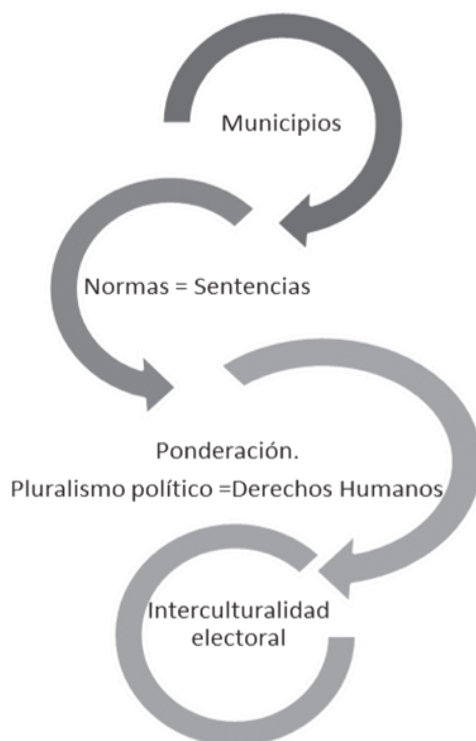 Municipios
Normas = Sentencias
Ponderación.
Pluralismo político =Derechos Humanos
Interculturalidad
electoral